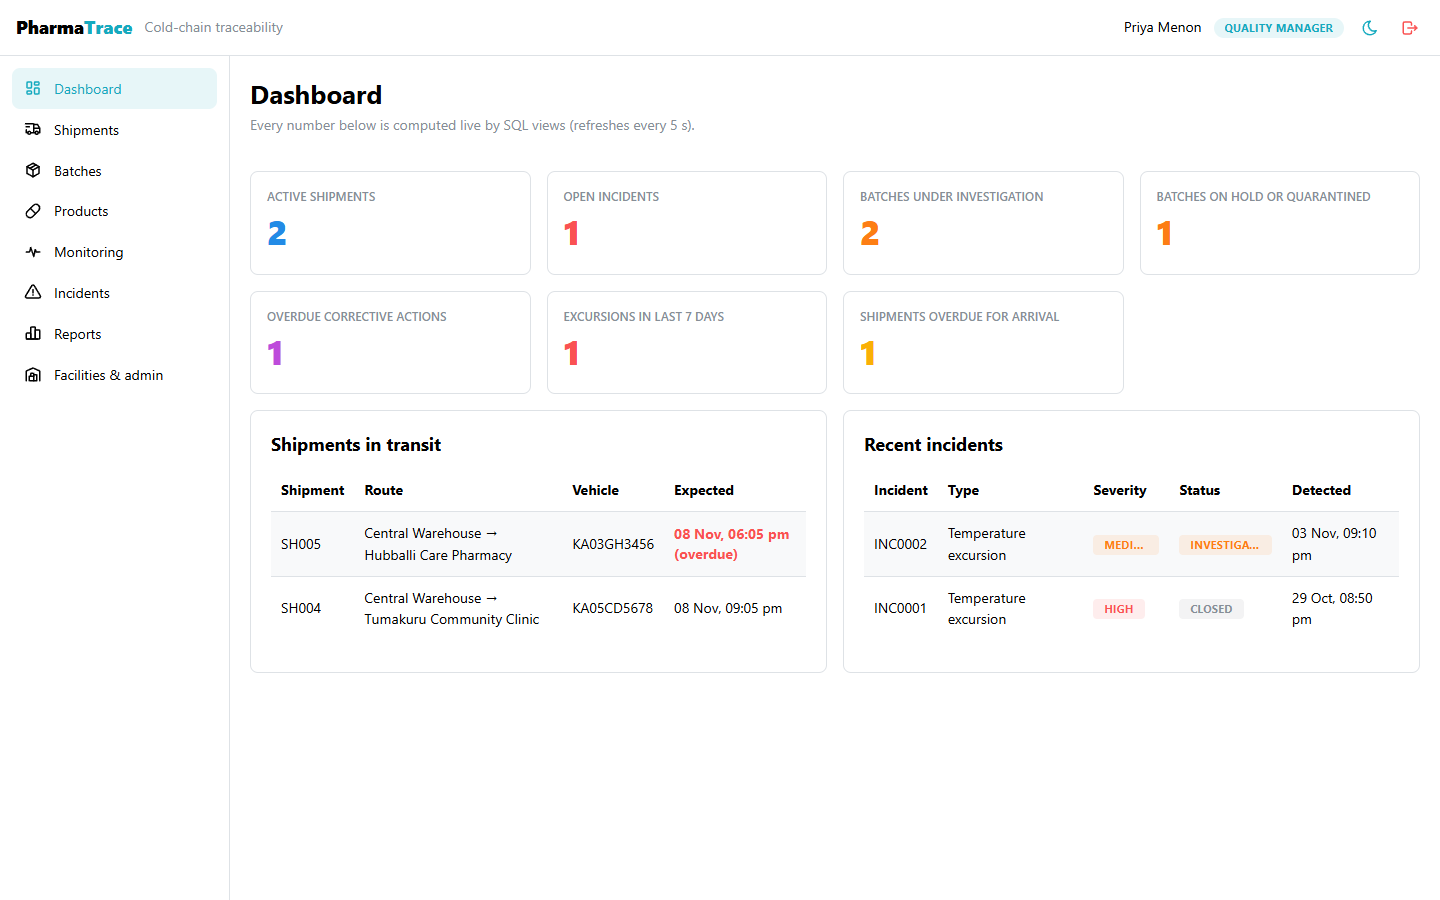 PharmaTrace Cold-chain traceability
Priya Menon QUALITY MANAGER
Dashboard
Shipments
Batches
Products
Monitoring
Incidents
Reports
Facilities & admin
Dashboard
Every number below is computed live by SQL views (refreshes every 5 s).
ACTIVE SHIPMENTS
2
OPEN INCIDENTS
1
BATCHES UNDER INVESTIGATION
2
BATCHES ON HOLD OR QUARANTINED
1
OVERDUE CORRECTIVE ACTIONS
1
EXCURSIONS IN LAST 7 DAYS
1
SHIPMENTS OVERDUE FOR ARRIVAL
1
Shipments in transit
Shipment Route Vehicle Expected
SH005 Central Warehouse → Hubballi Care Pharmacy KA03GH3456 08 Nov, 06:05 pm (overdue)
SH004 Central Warehouse → Tumakuru Community Clinic KA05CD5678 08 Nov, 09:05 pm
Recent incidents
Incident Type Severity Status Detected
INC0002 Temperature excursion MEDI... INVESTIGA... 03 Nov, 09:10 pm
INC0001 Temperature excursion HIGH CLOSED 29 Oct, 08:50 pm